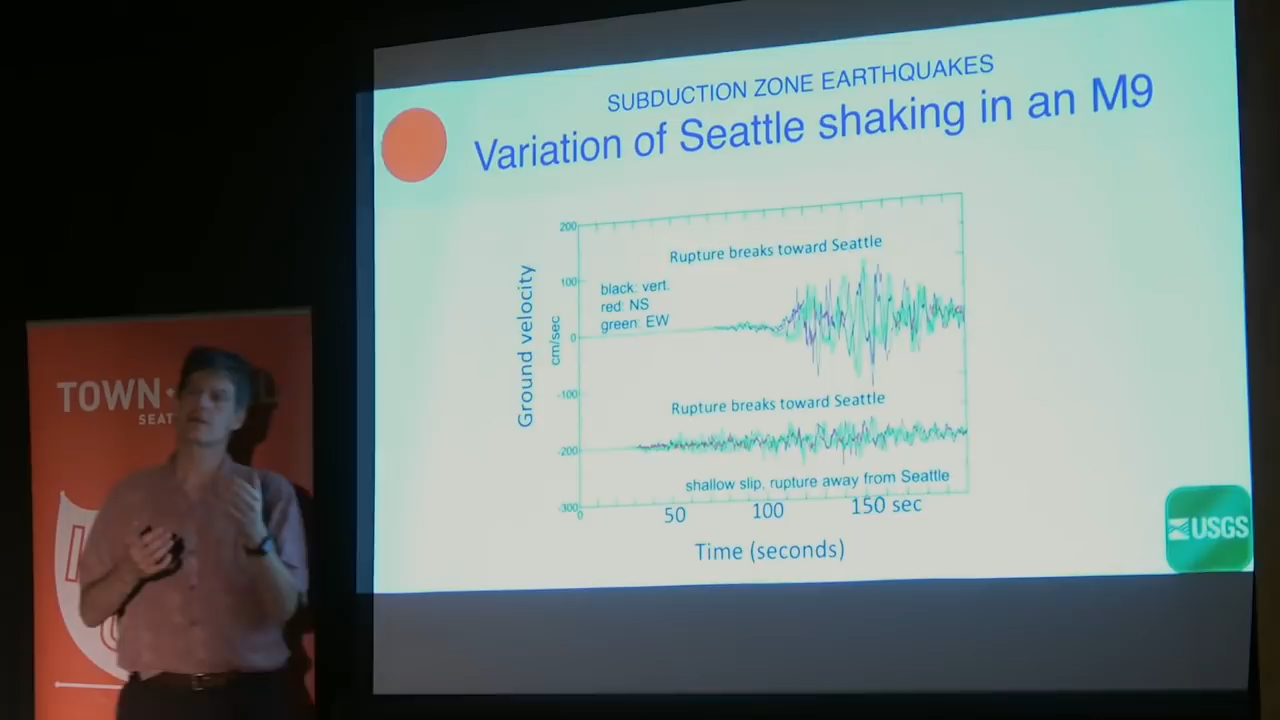 SUBDUCTION ZONE EARTHQUAKES
Variation of Seattle shaking in an M9
200
Rupture breaks toward Seattle
100
black: vert.
red: NS
green: EW
0
Ground velocity
cm/sec
-100
Rupture breaks toward Seattle
-200
shallow slip, rupture away from Seattle
-300
0
50
100
150 sec
Time (seconds)
USGS
TOWN
SEAT